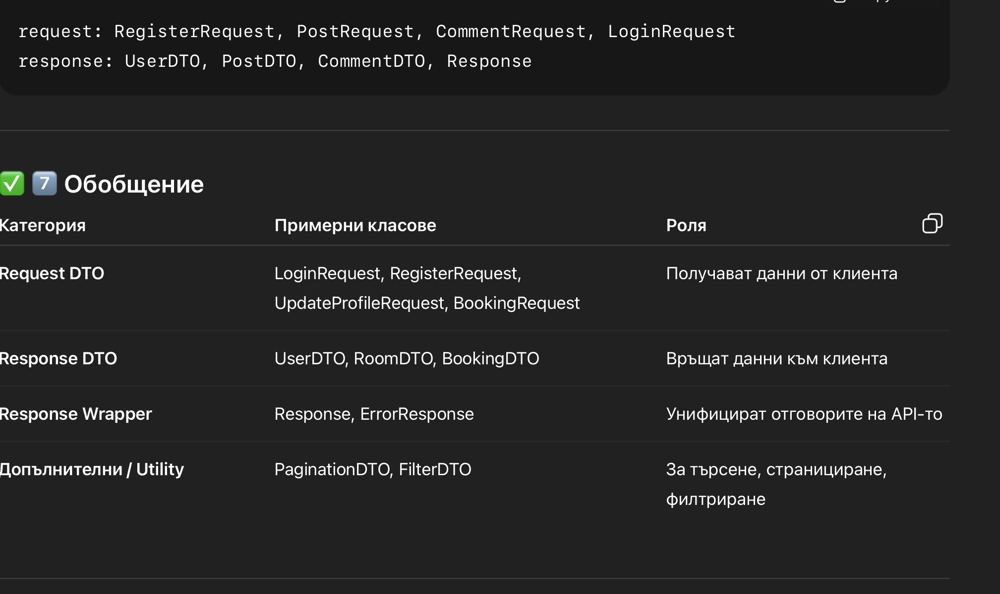 request: RegisterRequest, PostRequest, CommentRequest, LoginRequest
response: UserDTO, PostDTO, CommentDTO, Response
✅ 7️⃣ Обобщение
Категория Примерни класове Роля
Request DTO LoginRequest, RegisterRequest, Получават данни от клиента
UpdateProfileRequest, BookingRequest
Response DTO UserDTO, RoomDTO, BookingDTO Връщат данни към клиента
Response Wrapper Response, ErrorResponse Унифицират отговорите на API-то
Допълнителни / Utility PaginationDTO, FilterDTO За търсене, странициране,
филтриране